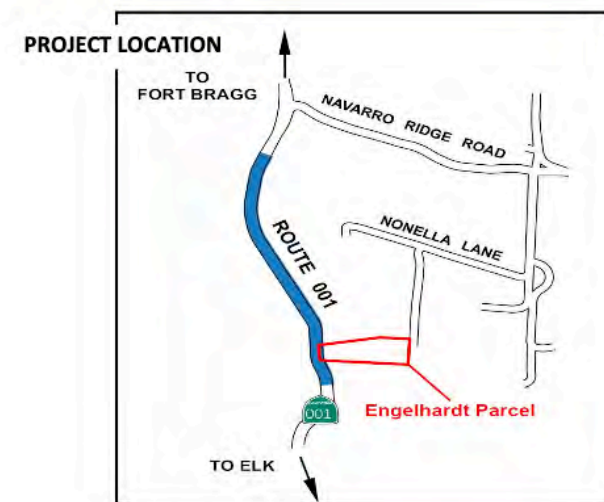 PROJECT LOCATION
TO
FORT BRAGG
NAVARRO RIDGE ROAD
NONELLA LANE
ROUTE 001
Engelhardt Parcel
001
TO ELK